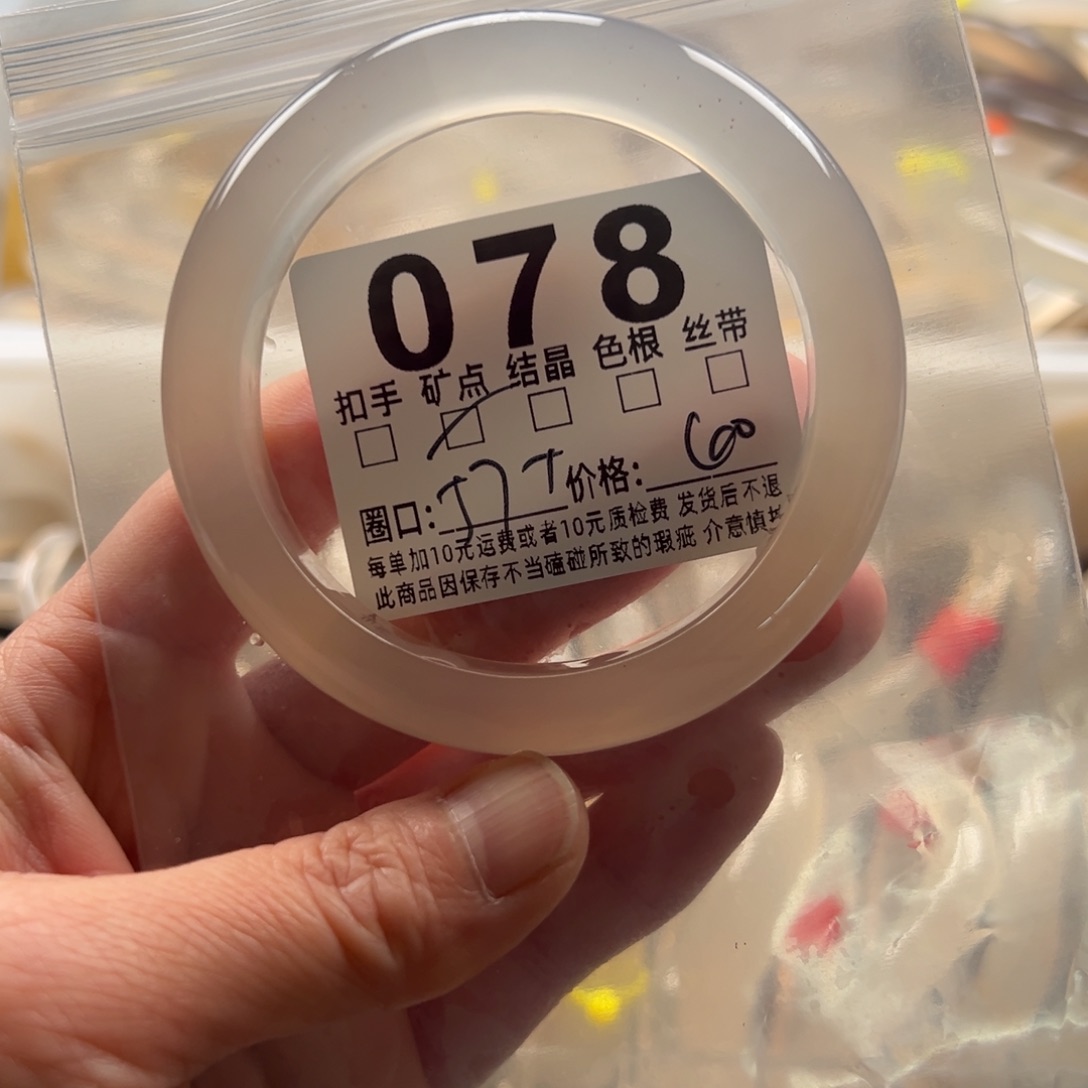 078
扣手 矿点 结晶 色根 丝带
圈口: 57 价格: 60
每单加10元运费或者10元质检费 发货后不退
此商品因保存不当磕碰所致的瑕疵 介意慎